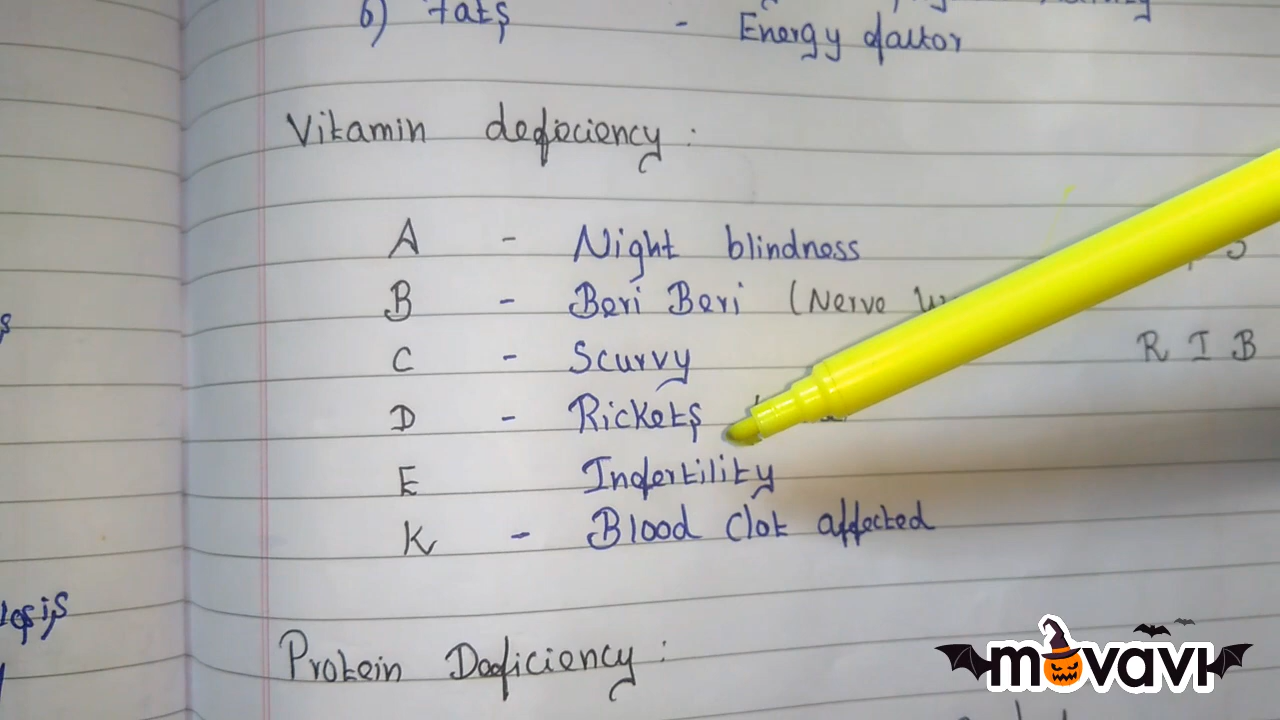 6) Fats - Energy factor
Vitamin deficiency :
A - Night blindness
B - Beri Beri (Nerve
C - Scurvy
R I B
D - Rickets
E Infertility
K - Blood Clot affected
Protein Deficiency :
movavi